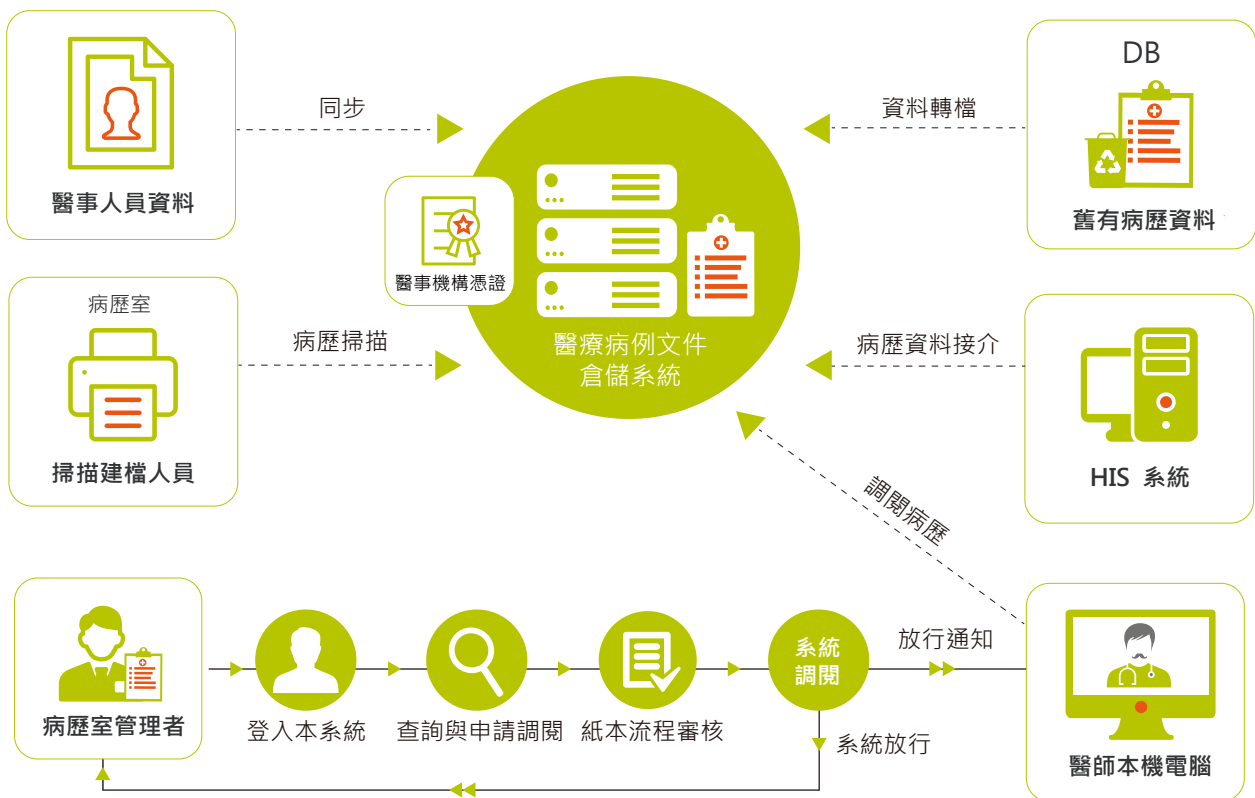 同步
醫事人員資料
資料轉檔
DB
舊有病歷資料
醫事機構憑證
醫療病例文件
倉儲系統
病歷室
掃描建檔人員
病歷掃描
病歷資料接介
HIS 系統
調閱病歷
病歷室管理者
登入本系統
查詢與申請調閱
紙本流程審核
系統
調閱
放行通知
系統放行
醫師本機電腦